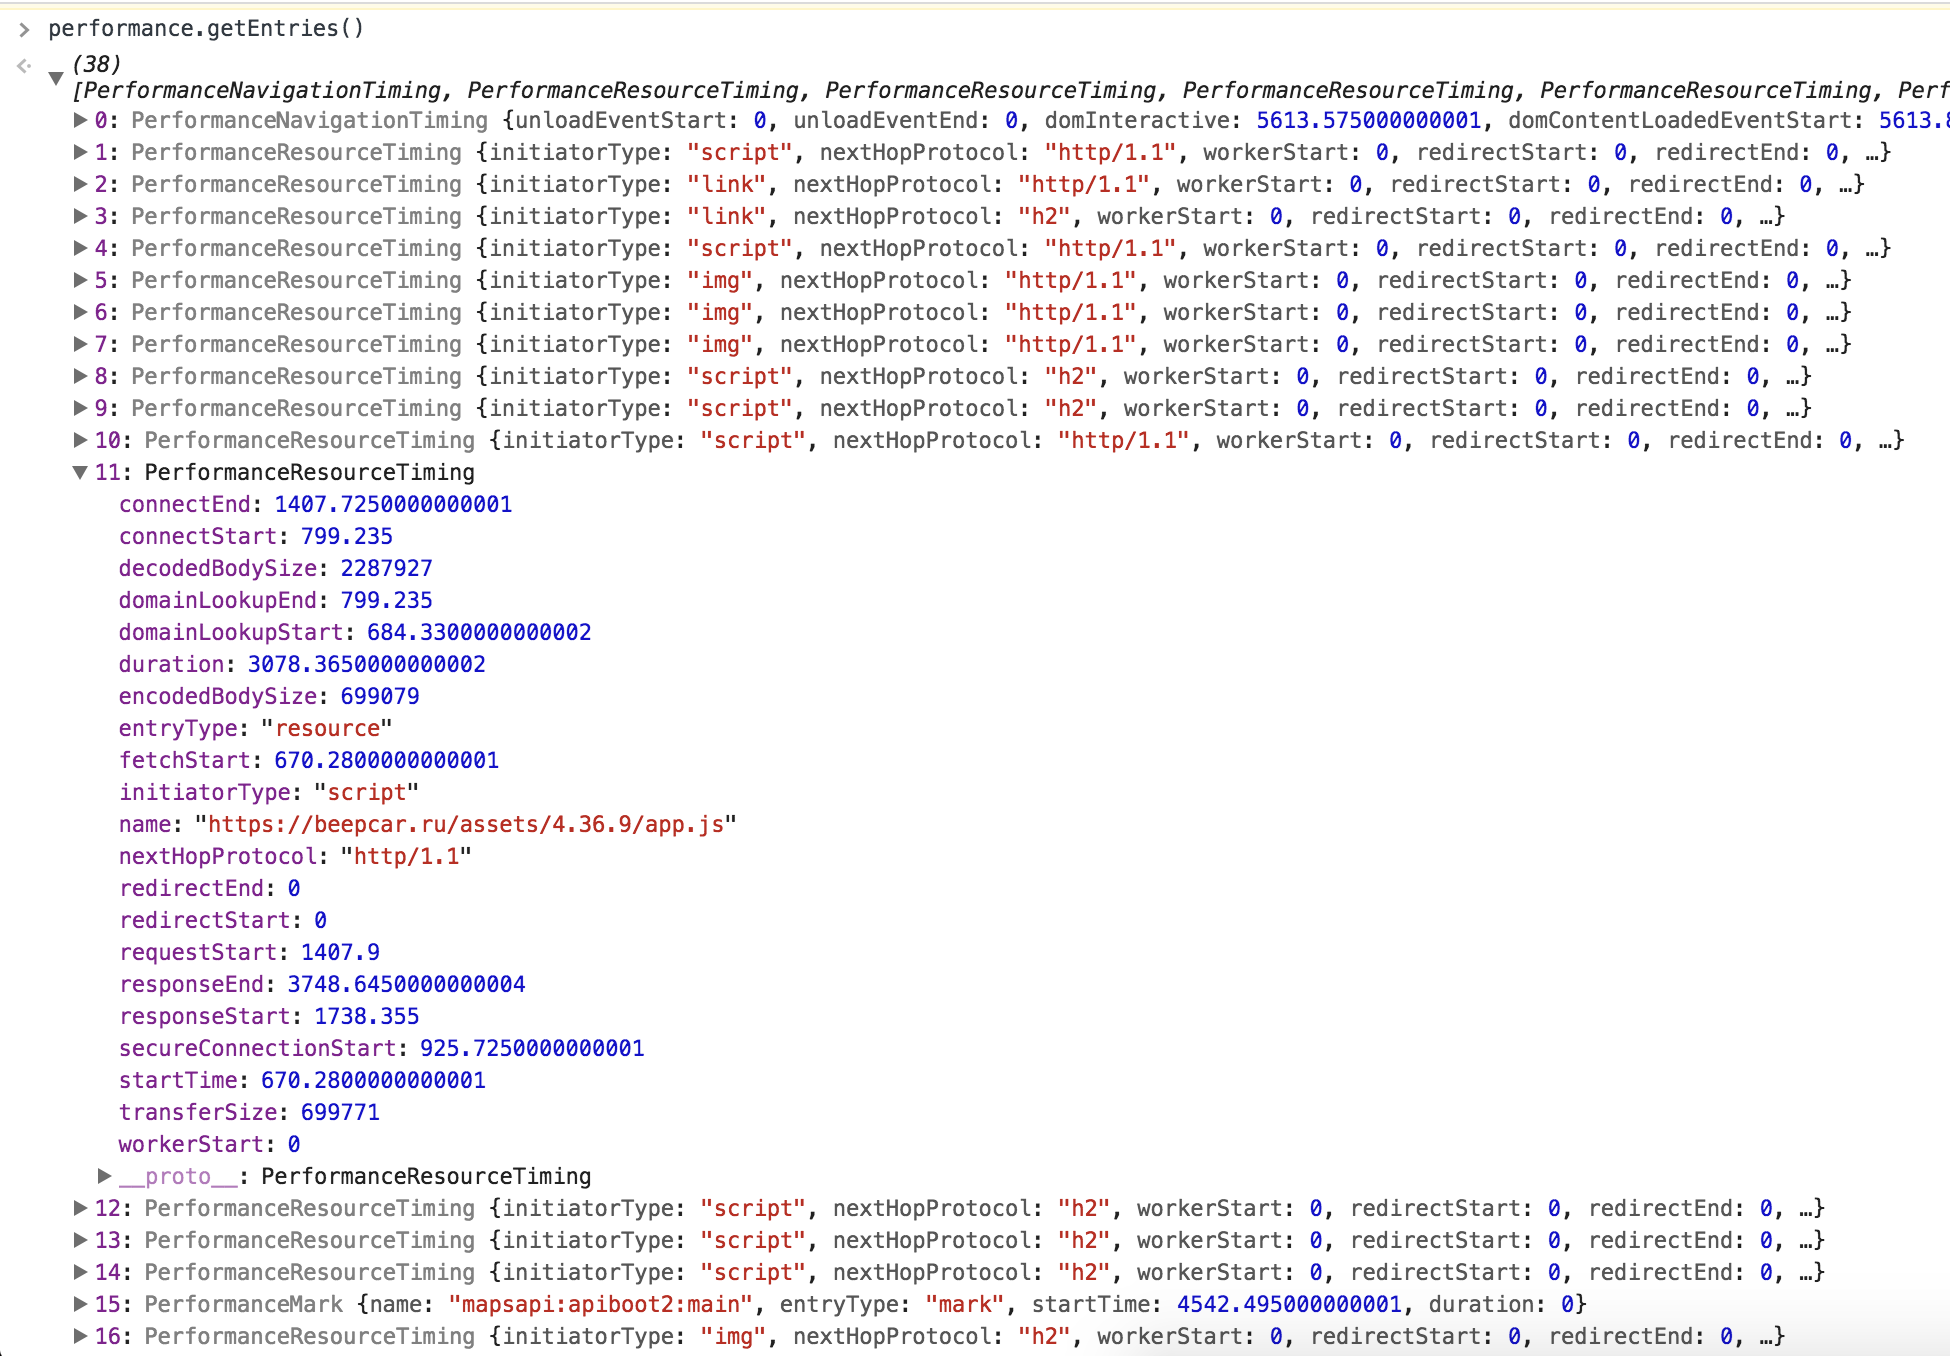 performance.getEntries()
(38)
[PerformanceNavigationTiming, PerformanceResourceTiming, PerformanceResourceTiming, PerformanceResourceTiming, PerformanceResourceTiming, Perf
0: PerformanceNavigationTiming {unloadEventStart: 0, unloadEventEnd: 0, domInteractive: 5613.575000000001, domContentLoadedEventStart: 5613.8
1: PerformanceResourceTiming {initiatorType: "script", nextHopProtocol: "http/1.1", workerStart: 0, redirectStart: 0, redirectEnd: 0, …}
2: PerformanceResourceTiming {initiatorType: "link", nextHopProtocol: "http/1.1", workerStart: 0, redirectStart: 0, redirectEnd: 0, …}
3: PerformanceResourceTiming {initiatorType: "link", nextHopProtocol: "h2", workerStart: 0, redirectStart: 0, redirectEnd: 0, …}
4: PerformanceResourceTiming {initiatorType: "script", nextHopProtocol: "http/1.1", workerStart: 0, redirectStart: 0, redirectEnd: 0, …}
5: PerformanceResourceTiming {initiatorType: "img", nextHopProtocol: "http/1.1", workerStart: 0, redirectStart: 0, redirectEnd: 0, …}
6: PerformanceResourceTiming {initiatorType: "img", nextHopProtocol: "http/1.1", workerStart: 0, redirectStart: 0, redirectEnd: 0, …}
7: PerformanceResourceTiming {initiatorType: "img", nextHopProtocol: "http/1.1", workerStart: 0, redirectStart: 0, redirectEnd: 0, …}
8: PerformanceResourceTiming {initiatorType: "script", nextHopProtocol: "h2", workerStart: 0, redirectStart: 0, redirectEnd: 0, …}
9: PerformanceResourceTiming {initiatorType: "script", nextHopProtocol: "h2", workerStart: 0, redirectStart: 0, redirectEnd: 0, …}
10: PerformanceResourceTiming {initiatorType: "script", nextHopProtocol: "http/1.1", workerStart: 0, redirectStart: 0, redirectEnd: 0, …}
11: PerformanceResourceTiming
connectEnd: 1407.7250000000001
connectStart: 799.235
decodedBodySize: 2287927
domainLookupEnd: 799.235
domainLookupStart: 684.3300000000002
duration: 3078.3650000000002
encodedBodySize: 699079
entryType: "resource"
fetchStart: 670.2800000000001
initiatorType: "script"
name: "https://beepcar.ru/assets/4.36.9/app.js"
nextHopProtocol: "http/1.1"
redirectEnd: 0
redirectStart: 0
requestStart: 1407.9
responseEnd: 3748.6450000000004
responseStart: 1738.355
secureConnectionStart: 925.7250000000001
startTime: 670.2800000000001
transferSize: 699771
workerStart: 0
__proto__: PerformanceResourceTiming
12: PerformanceResourceTiming {initiatorType: "script", nextHopProtocol: "h2", workerStart: 0, redirectStart: 0, redirectEnd: 0, …}
13: PerformanceResourceTiming {initiatorType: "script", nextHopProtocol: "h2", workerStart: 0, redirectStart: 0, redirectEnd: 0, …}
14: PerformanceResourceTiming {initiatorType: "script", nextHopProtocol: "h2", workerStart: 0, redirectStart: 0, redirectEnd: 0, …}
15: PerformanceMark {name: "mapsapi:apiboot2:main", entryType: "mark", startTime: 4542.495000000001, duration: 0}
16: PerformanceResourceTiming {initiatorType: "img", nextHopProtocol: "h2", workerStart: 0, redirectStart: 0, redirectEnd: 0, …}